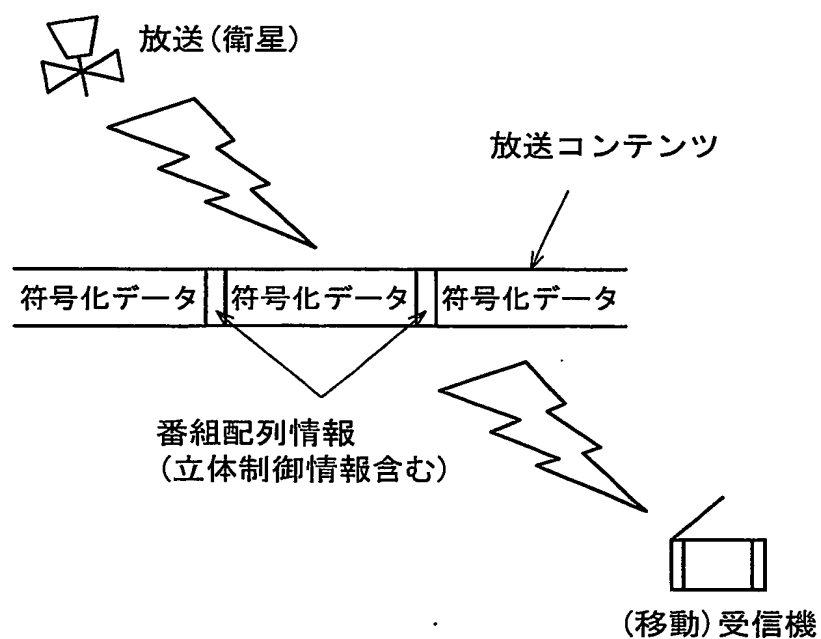 放送(衛星)
放送コンテンツ
符号化データ 符号化データ 符号化データ
番組配列情報
(立体制御情報含む)
(移動)受信機